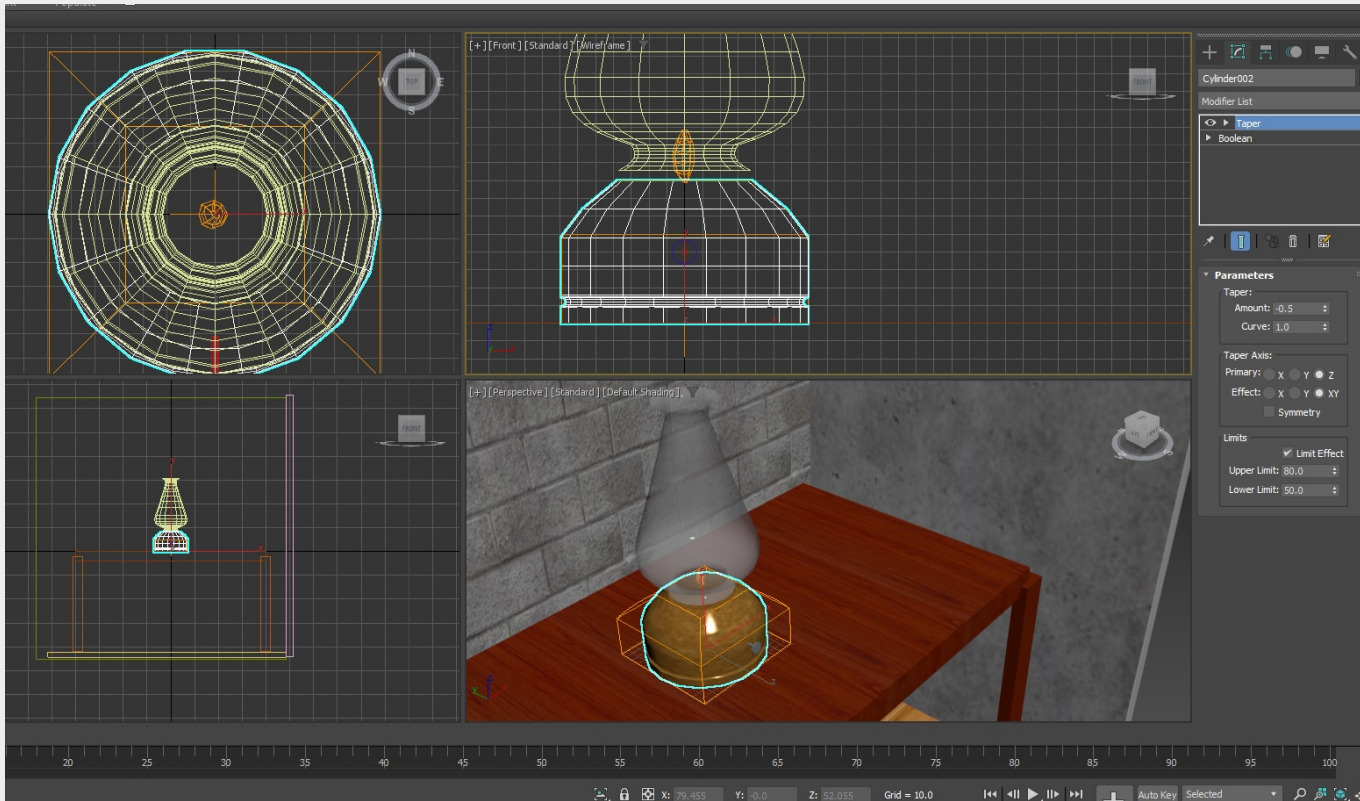 Populate
N
W
TOP
E
S
[+] [Front] [Standard] [Wireframe]
FRONT
Cylinder002
Modifier List
Taper
Boolean
Parameters
Taper:
Amount: -0.5
Curve: 1.0
Taper Axis:
Primary: X Y Z
Effect: X Y XY
Symmetry
Limits
Limit Effect
Upper Limit: 80.0
Lower Limit: 50.0
FRONT
[+] [Perspective] [Standard] [Default Shading]
20 25 30 35 40 45 50 55 60 65 70 75 80 85 90 95 100
X: 79.455 Y: -0.0 Z: 52.055 Grid = 10.0 Auto Key Selected